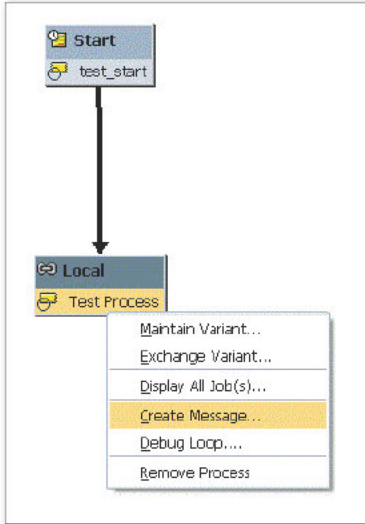 Start
test_start
Local
Test Process
Maintain Variant...
Exchange Variant...
Display All Job(s)...
Create Message...
Debug Loop....
Remove Process